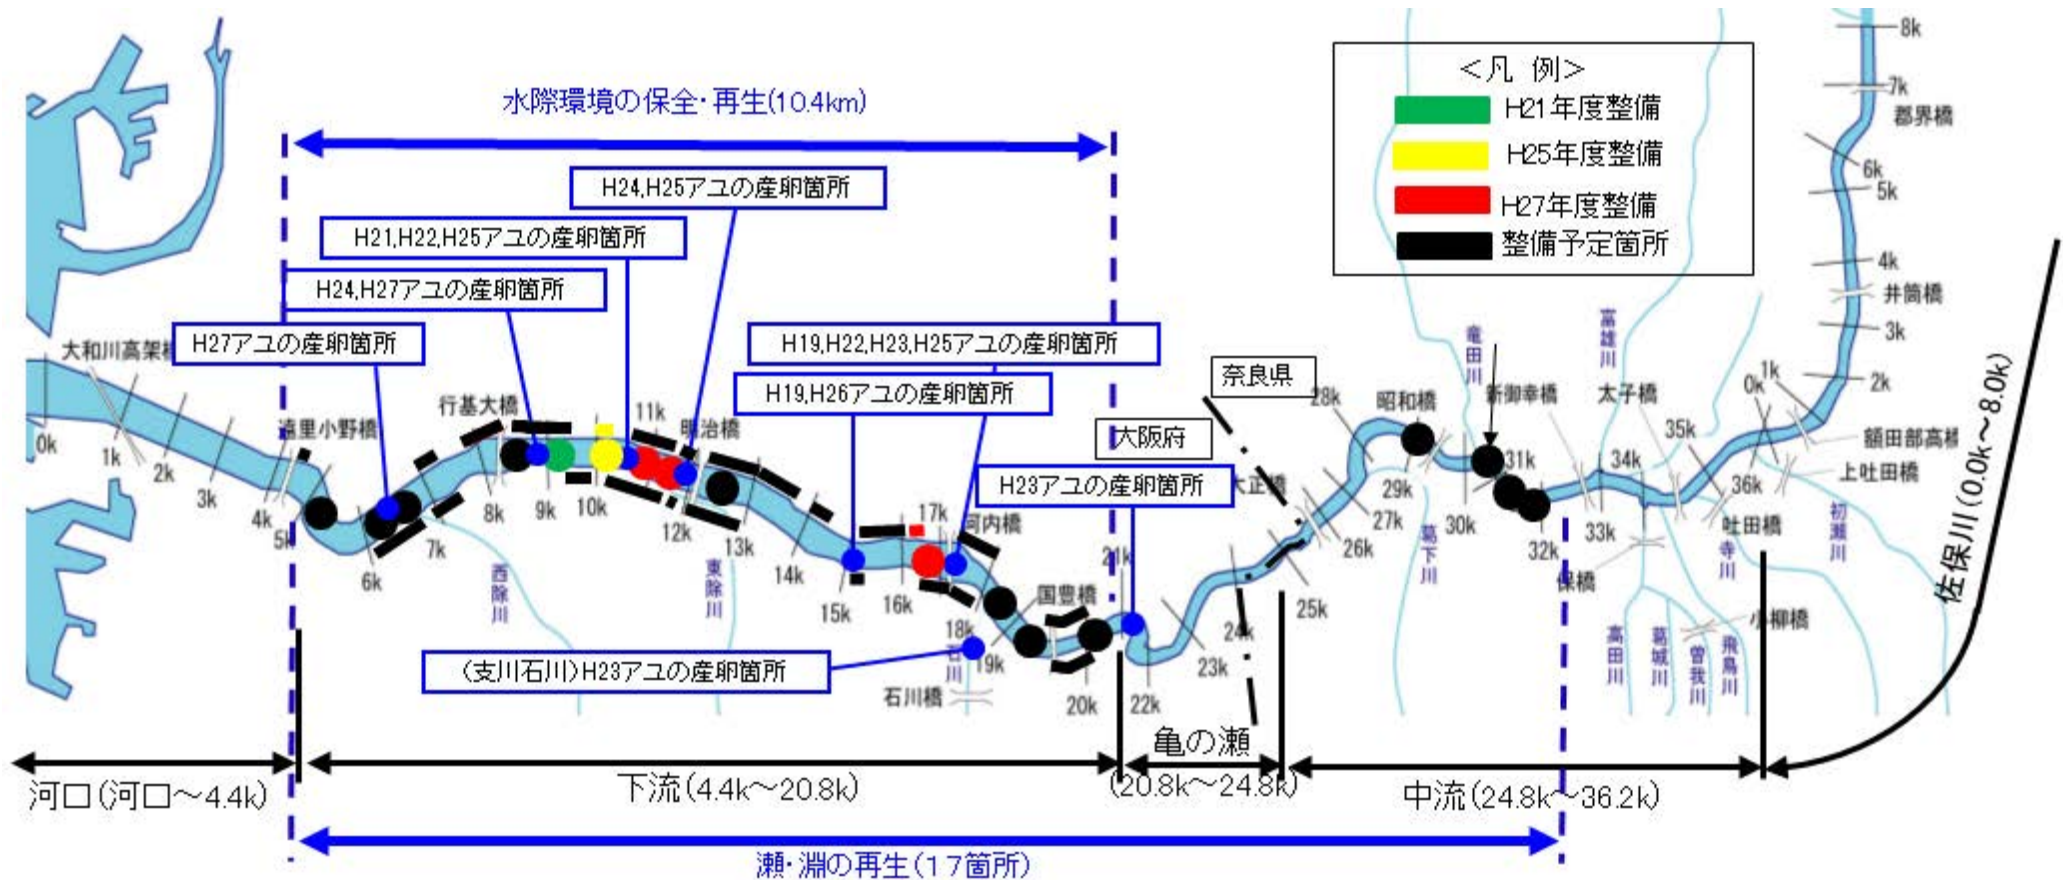 水際環境の保全・再生(10.4km)
＜凡 例＞
H21年度整備
H25年度整備
H27年度整備
整備予定箇所
H24,H25アユの産卵箇所
H21,H22,H25アユの産卵箇所
H24,H27アユの産卵箇所
H27アユの産卵箇所
H19,H22,H23,H25アユの産卵箇所
H19,H26アユの産卵箇所
H23アユの産卵箇所
(支川石川)H23アユの産卵箇所
奈良県
大阪府
大和川高架橋
遠里小野橋
行基大橋
明治橋
河内橋
国豊橋
石川橋
大正橋
昭和橋
新御幸橋
太子橋
保橋
吐田橋
小柳橋
上吐田橋
額田部高橋
井筒橋
郡界橋
西除川
東除川
石川
葛下川
竜田川
富雄川
高田川
葛城川
曽我川
飛鳥川
寺川
初瀬川
0k
1k
2k
3k
4k
5k
6k
7k
8k
9k
10k
11k
12k
13k
14k
15k
16k
17k
18k
19k
20k
21k
22k
23k
24k
25k
26k
27k
28k
29k
30k
31k
32k
33k
34k
35k
36k
0k
1k
2k
3k
4k
5k
6k
7k
8k
佐保川(0.0k～8.0k)
河口(河口～4.4k)
下流(4.4k～20.8k)
亀の瀬
(20.8k～24.8k)
中流(24.8k～36.2k)
瀬・淵の再生(17箇所)